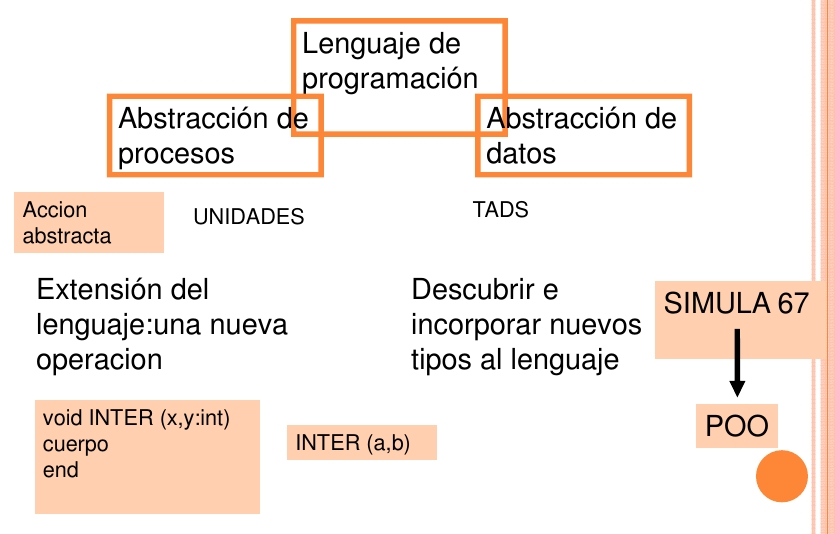 Lenguaje de
programación
Abstracción de
procesos
Abstracción de
datos
Accion
abstracta
UNIDADES
TADS
Extensión del
lenguaje:una nueva
operacion
Descubrir e
incorporar nuevos
tipos al lenguaje
SIMULA 67
POO
void INTER (x,y:int)
cuerpo
end
INTER (a,b)